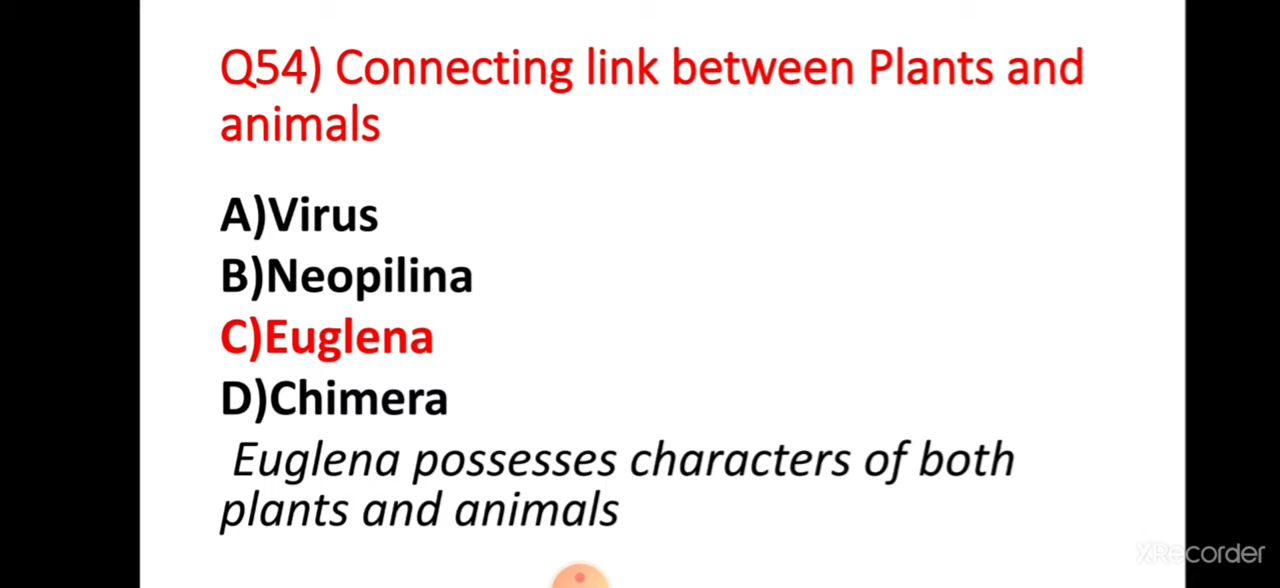 Q54) Connecting link between Plants and
animals
A)Virus
B)Neopilina
C)Euglena
D)Chimera
Euglena possesses characters of both
plants and animals
XRecorder